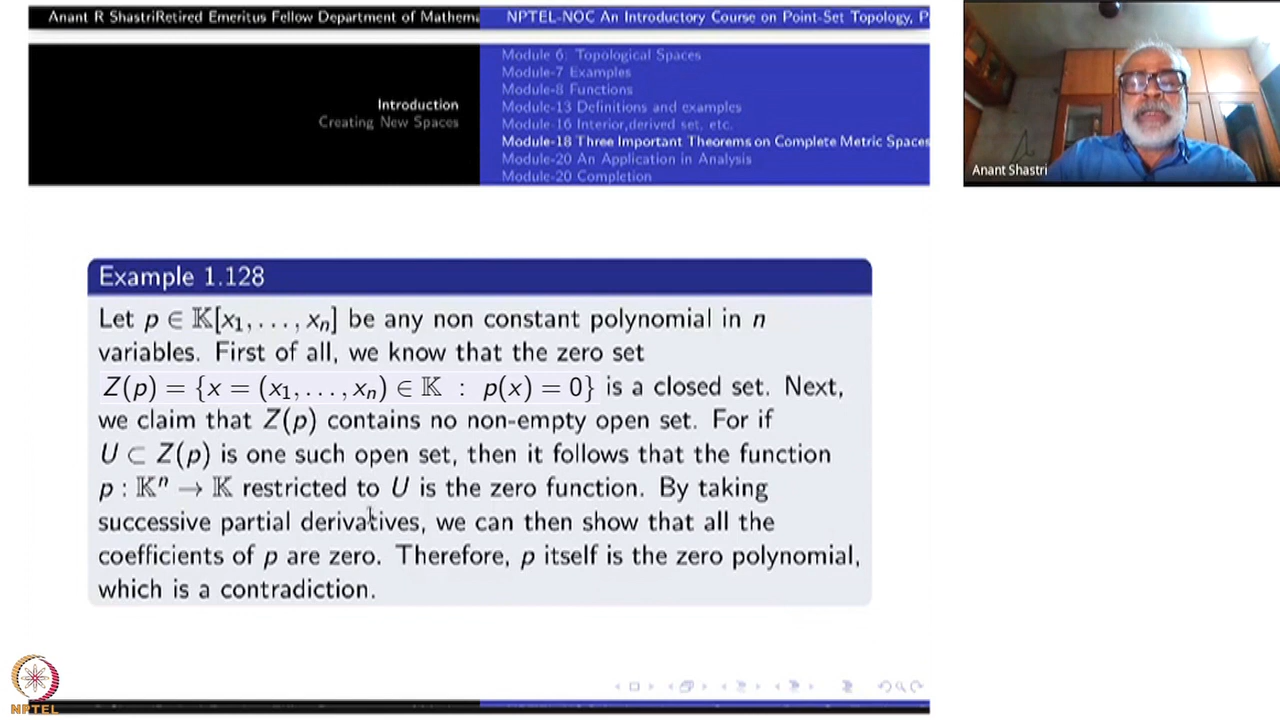 Anant R ShastriRetired Emeritus Fellow Department of Mathema
NPTEL-NOC An Introductory Course on Point-Set Topology, P
Introduction
Creating New Spaces
Module 6: Topological Spaces
Module-7 Examples
Module-8 Functions
Module-13 Definitions and examples
Module-16 Interior,derived set, etc.
Module-18 Three Important Theorems on Complete Metric Spaces
Module-20 An Application in Analysis
Module-20 Completion
Anant Shastri
Example 1.128
Let p ∈ 𝕂[x₁, . . . , xₙ] be any non constant polynomial in n
variables. First of all, we know that the zero set
Z(p) = {x = (x₁, . . . , xₙ) ∈ 𝕂 : p(x) = 0} is a closed set. Next,
we claim that Z(p) contains no non-empty open set. For if
U ⊂ Z(p) is one such open set, then it follows that the function
p : 𝕂ⁿ → 𝕂 restricted to U is the zero function. By taking
successive partial derivatives, we can then show that all the
coefficients of p are zero. Therefore, p itself is the zero polynomial,
which is a contradiction.
NPTEL